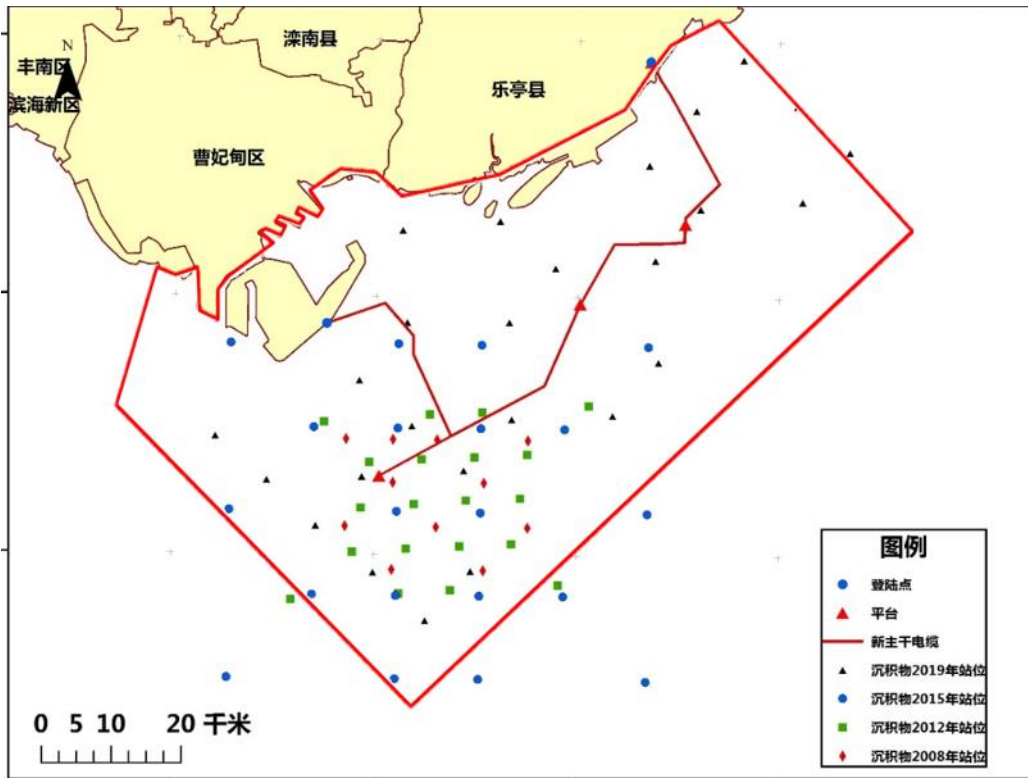 N
丰南区
滨海新区
滦南县
乐亭县
曹妃甸区
图例
登陆点
平台
新主干电缆
沉积物2019年站位
沉积物2015年站位
沉积物2012年站位
沉积物2008年站位
0 5 10 20 千米